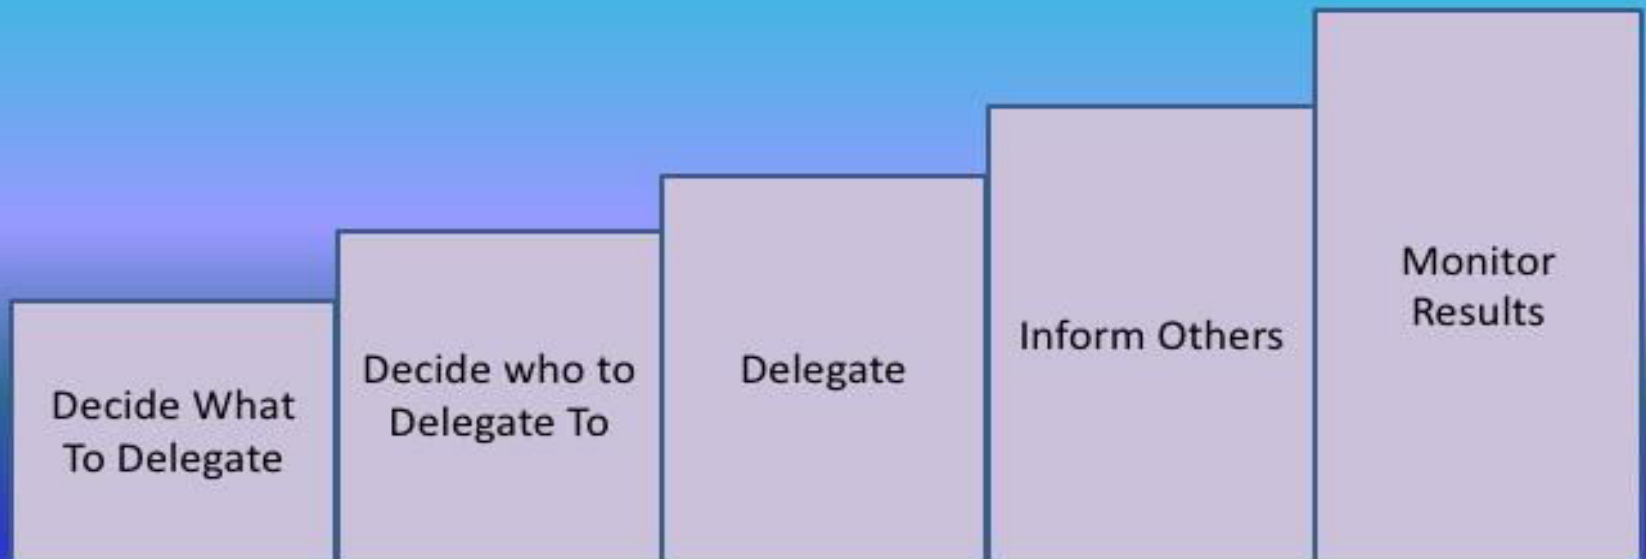 Decide What
To Delegate
Decide who to
Delegate To
Delegate
Inform Others
Monitor
Results